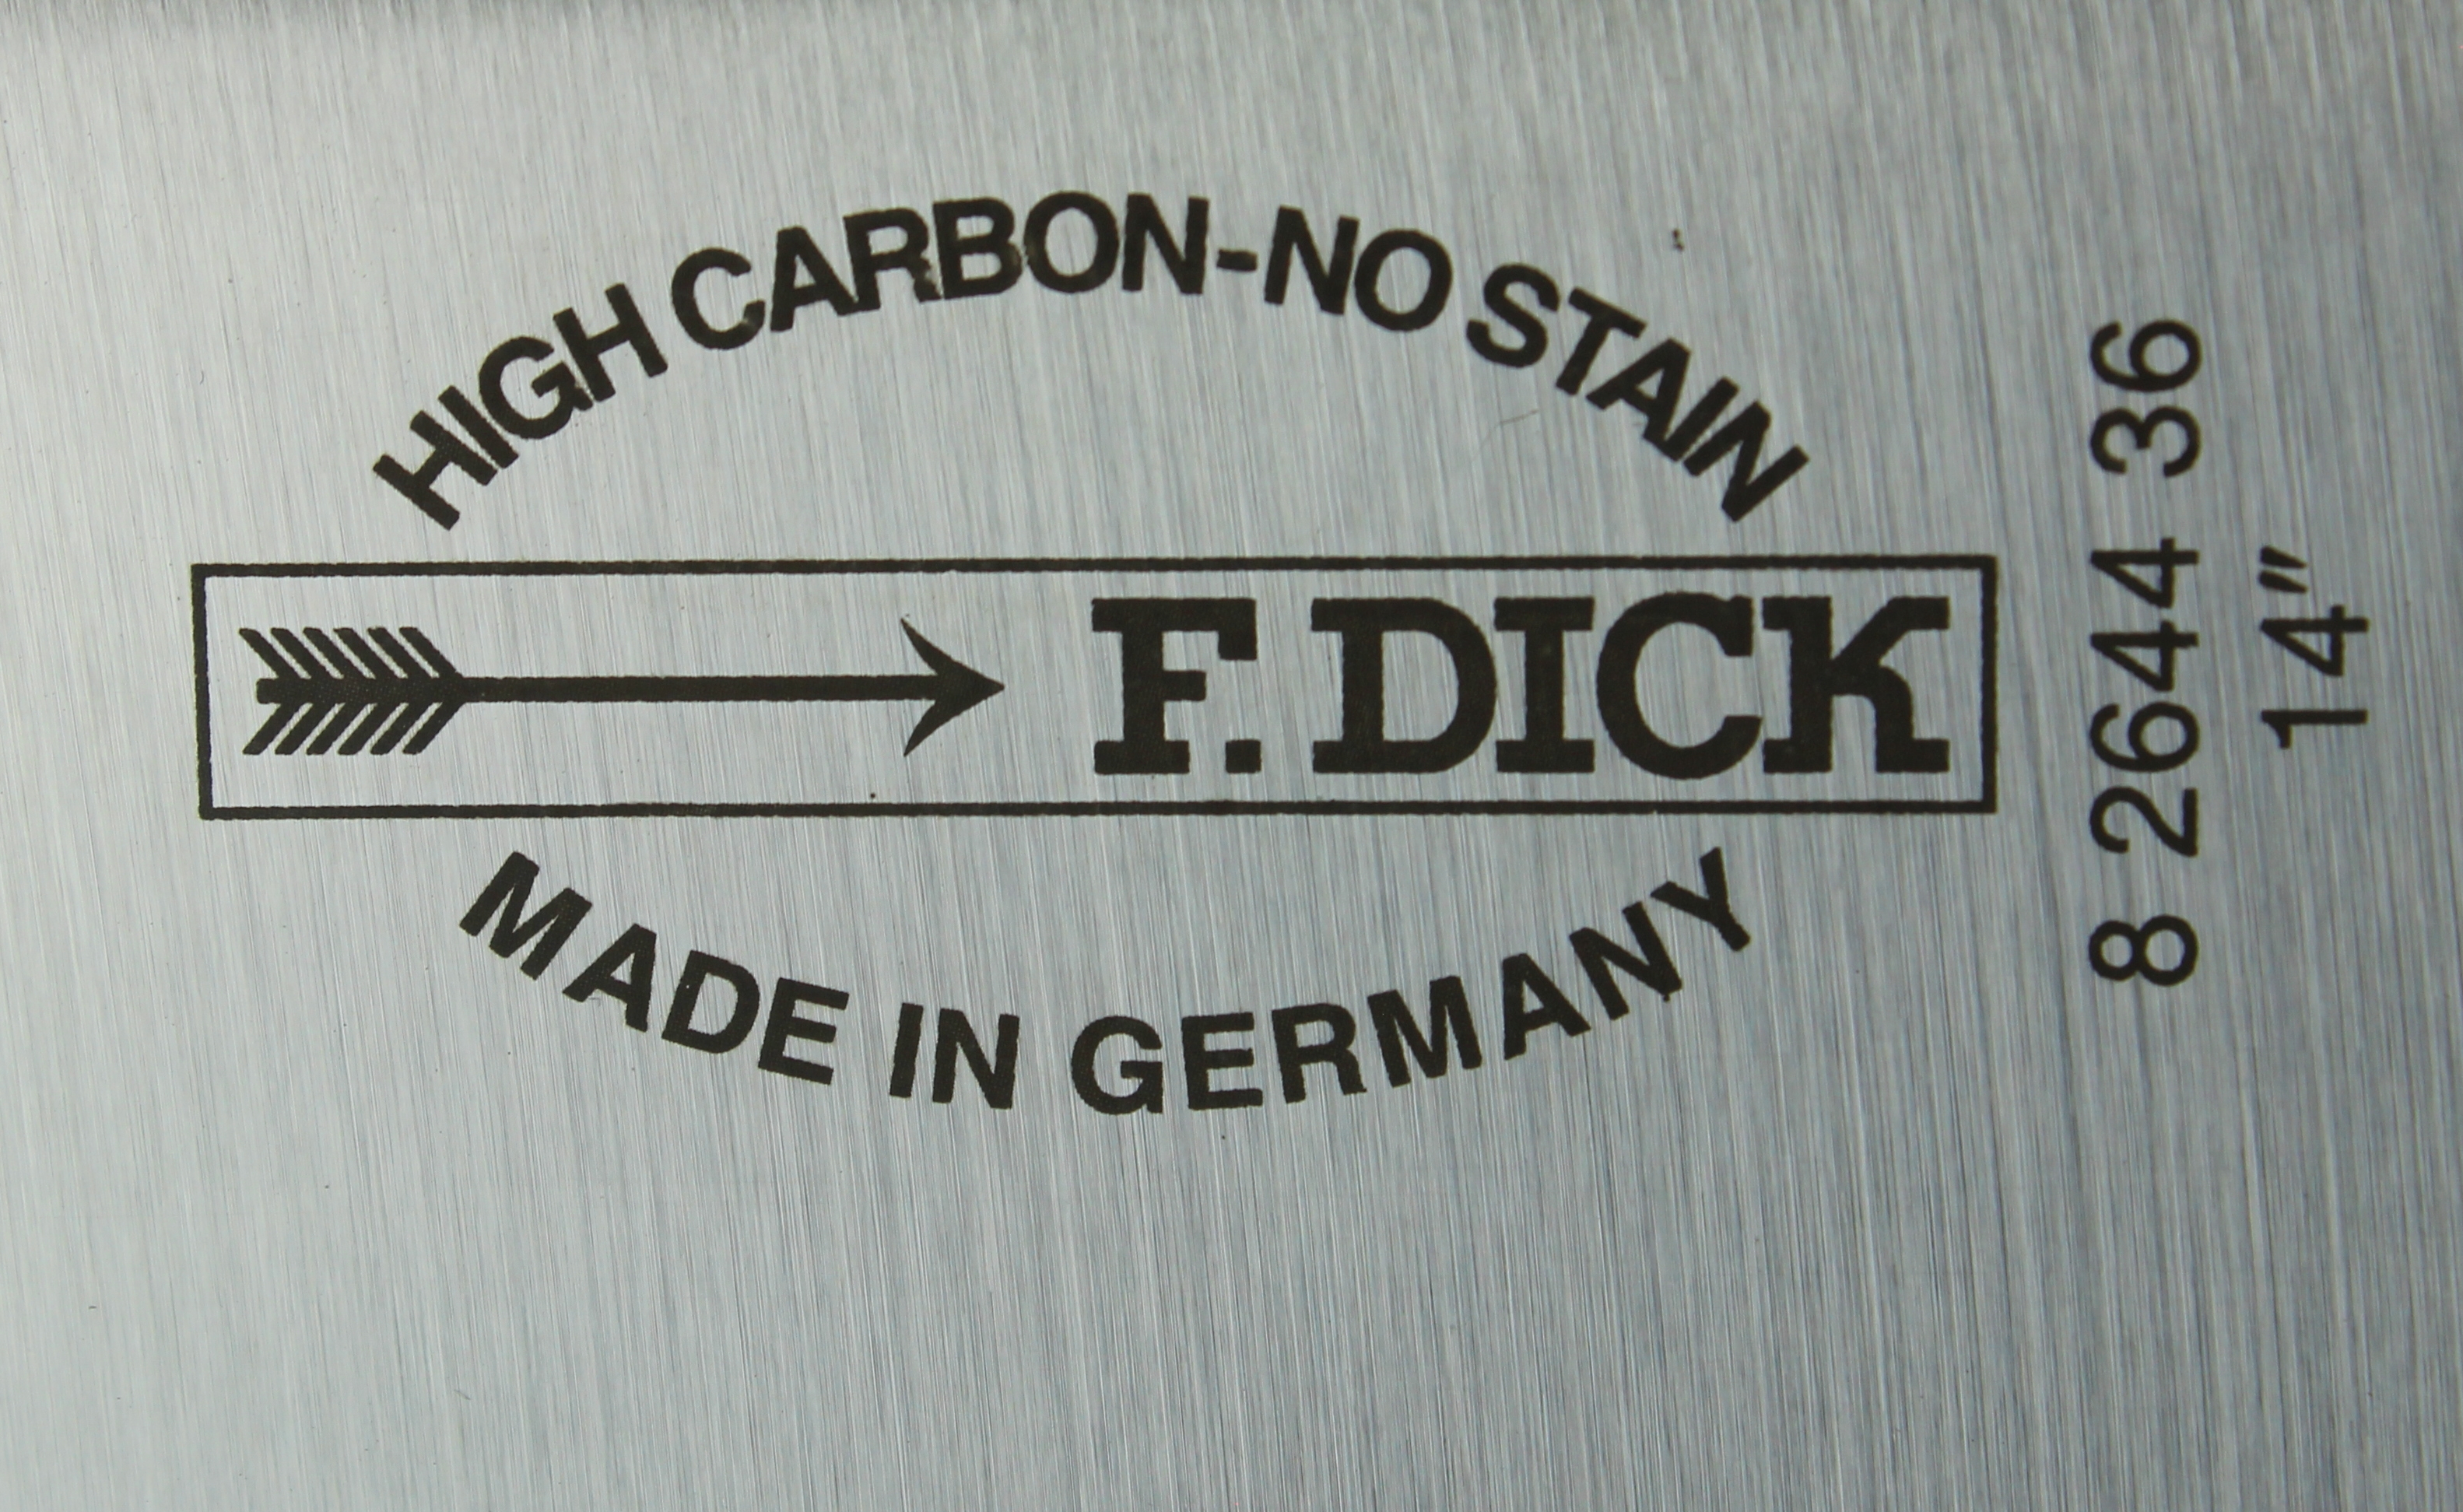 HIGH CARBON-NO STAIN
F. DICK
MADE IN GERMANY
8 2644 36
14"